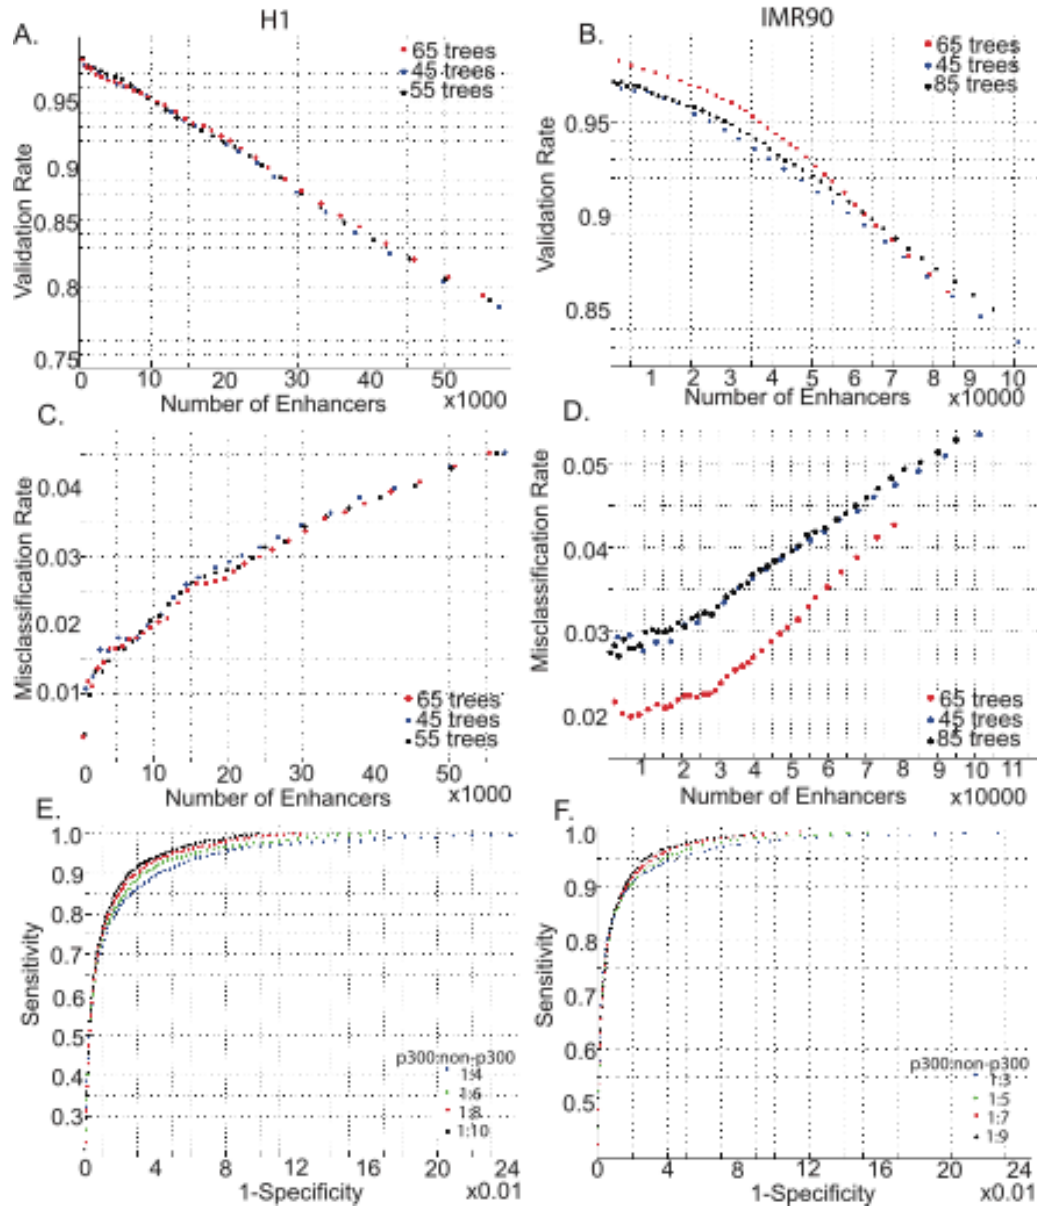 H1
IMR90
A.
65 trees
45 trees
55 trees
0.95
0.9
0.85
0.8
0.75
Validation Rate
0 10 20 30 40 50
Number of Enhancers x1000
B.
65 trees
45 trees
85 trees
0.95
0.9
0.85
Validation Rate
1 2 3 4 5 6 7 8 9 10
Number of Enhancers x10000
C.
0.04
0.03
0.02
0.01
Misclassification Rate
65 trees
45 trees
55 trees
0 10 20 30 40 50
Number of Enhancers x1000
D.
0.05
0.04
0.03
0.02
Misclassification Rate
65 trees
45 trees
85 trees
1 2 3 4 5 6 7 8 9 10 11
Number of Enhancers x10000
E.
1.0
0.9
0.8
0.7
0.6
0.5
0.4
0.3
Sensitivity
p300:non-p300
1:4
1:6
1:8
1:10
0 4 8 12 16 20 24
1-Specificity x0.01
F.
1.0
0.9
0.8
0.7
0.6
0.5
Sensitivity
p300:non-p300
1:3
1:5
1:7
1:9
0 4 8 12 16 20 24
1-Specificity x0.01